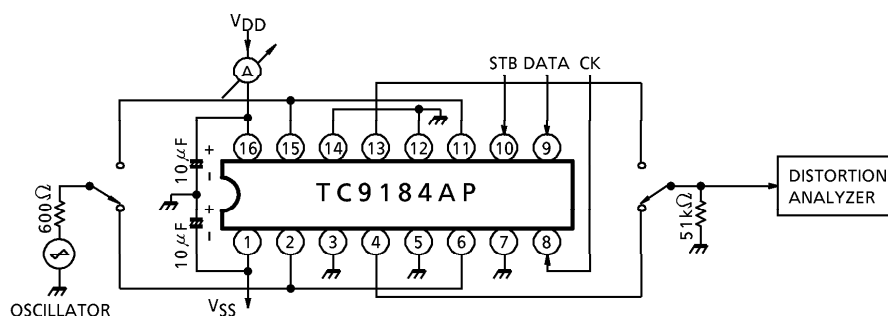 VDD
A
STB DATA CK
16 15 14 13 12 11 10 9
10μF + -
TC9184AP
10μF + -
1 2 3 4 5 6 7 8
600Ω
OSCILLATOR
VSS
51kΩ
DISTORTION
ANALYZER